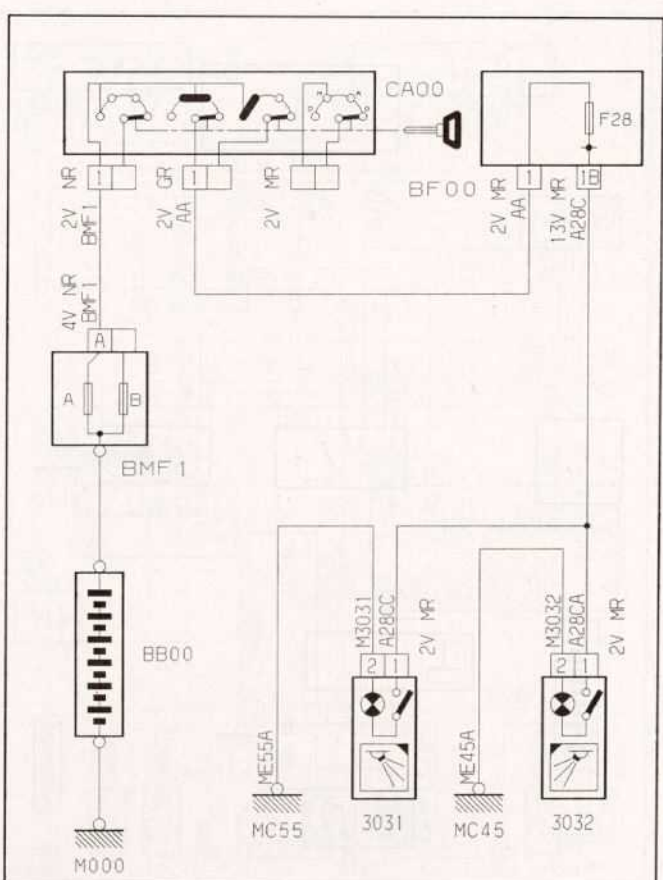 CA00
F28
NR 1
GR 1
MR
BF00
1
1B
2V
BMF1
2V
AA
2V
2V MR
AA
13V MR
A28C
4V NR
BMF1
A
A B
BMF1
BB00
M000
M3031
A28CC
2V MR
M3032
A28CA
2V MR
2 1
2 1
ME55A
ME45A
MC55
3031
MC45
3032